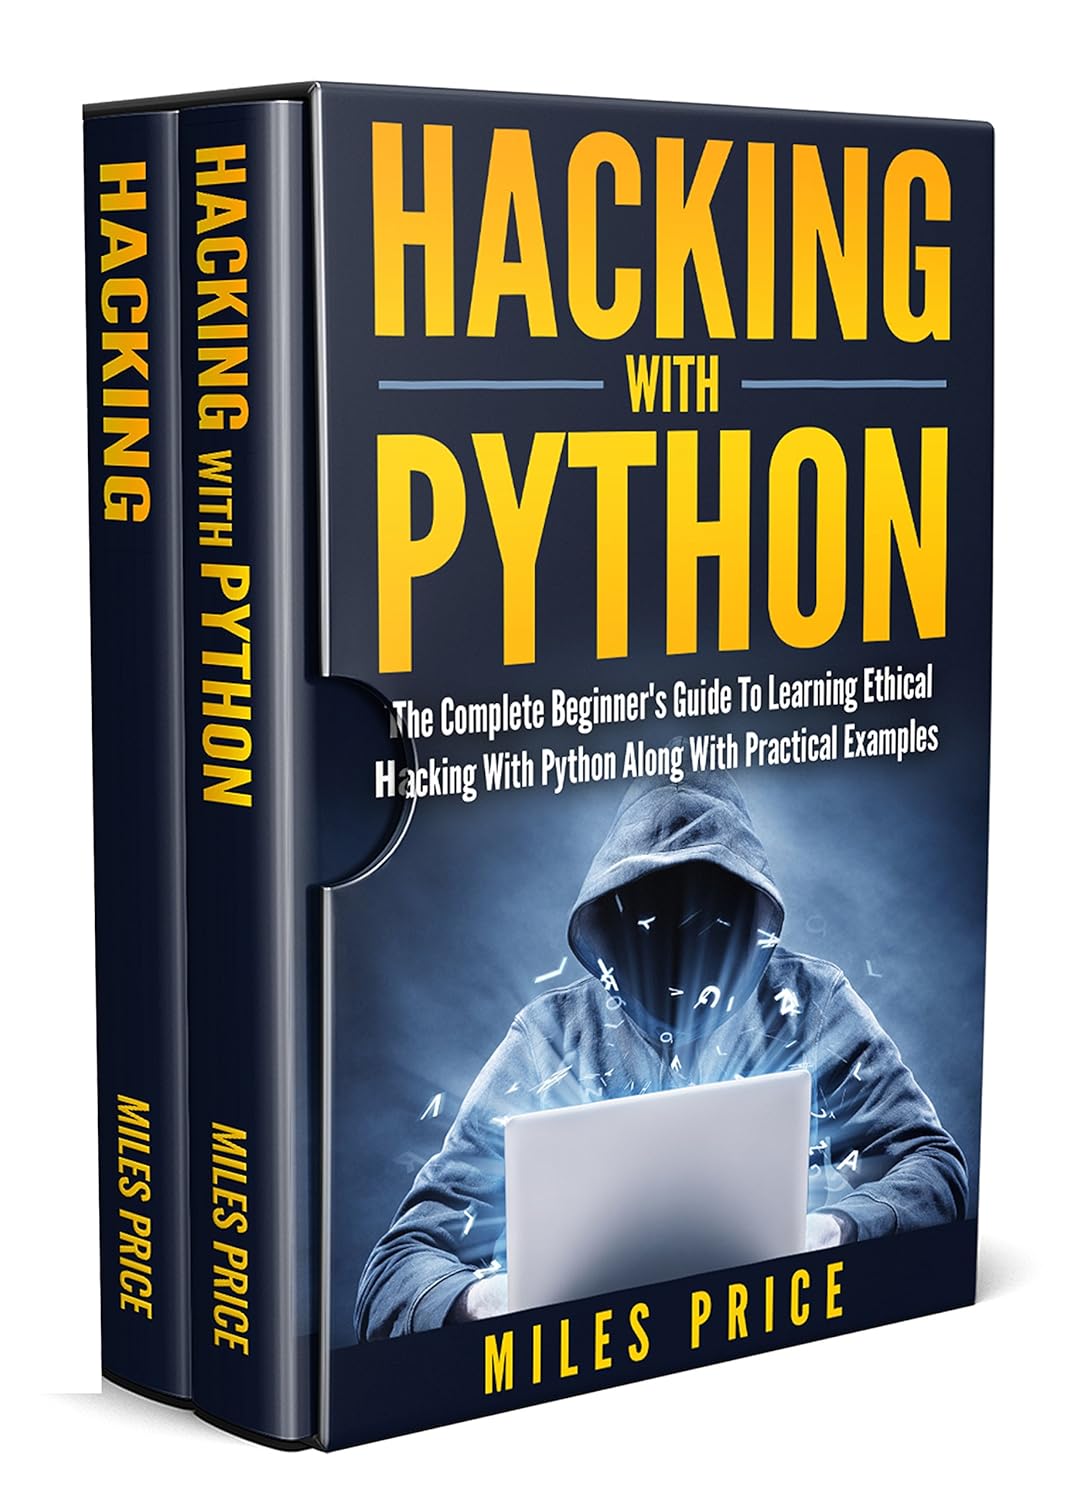 HACKING
MILES PRICE
HACKING WITH PYTHON
MILES PRICE
HACKING
WITH
PYTHON
The Complete Beginner's Guide To Learning Ethical
Hacking With Python Along With Practical Examples
MILES PRICE